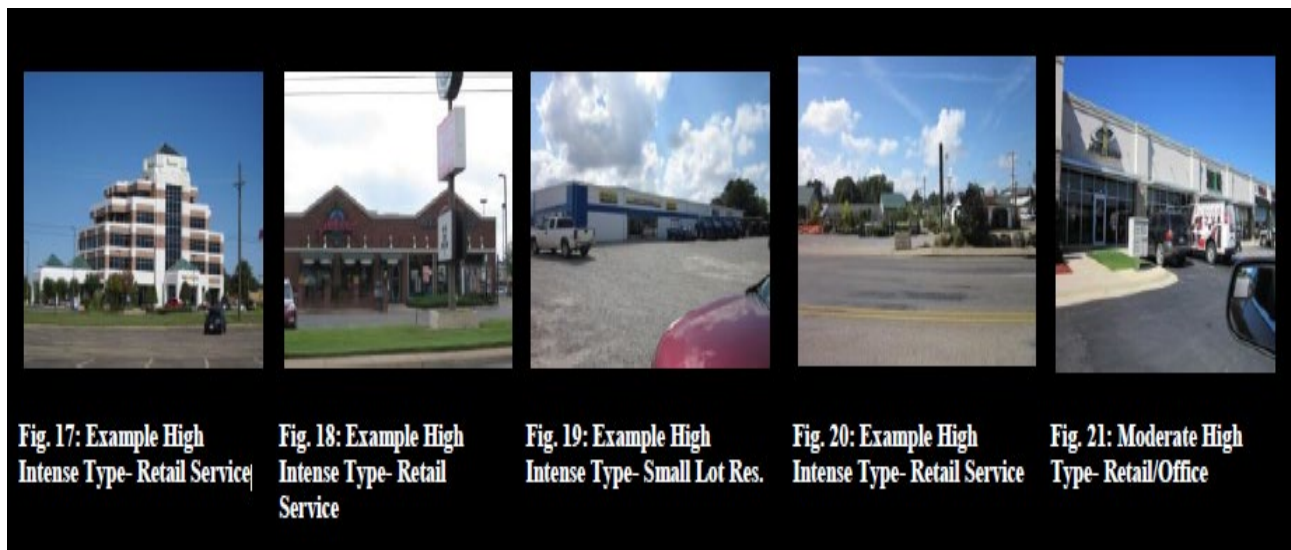 Fig. 17: Example High
Intense Type- Retail Service
Fig. 18: Example High
Intense Type- Retail
Service
Fig. 19: Example High
Intense Type- Small Lot Res.
Fig. 20: Example High
Intense Type- Retail Service
Fig. 21: Moderate High
Type- Retail/Office